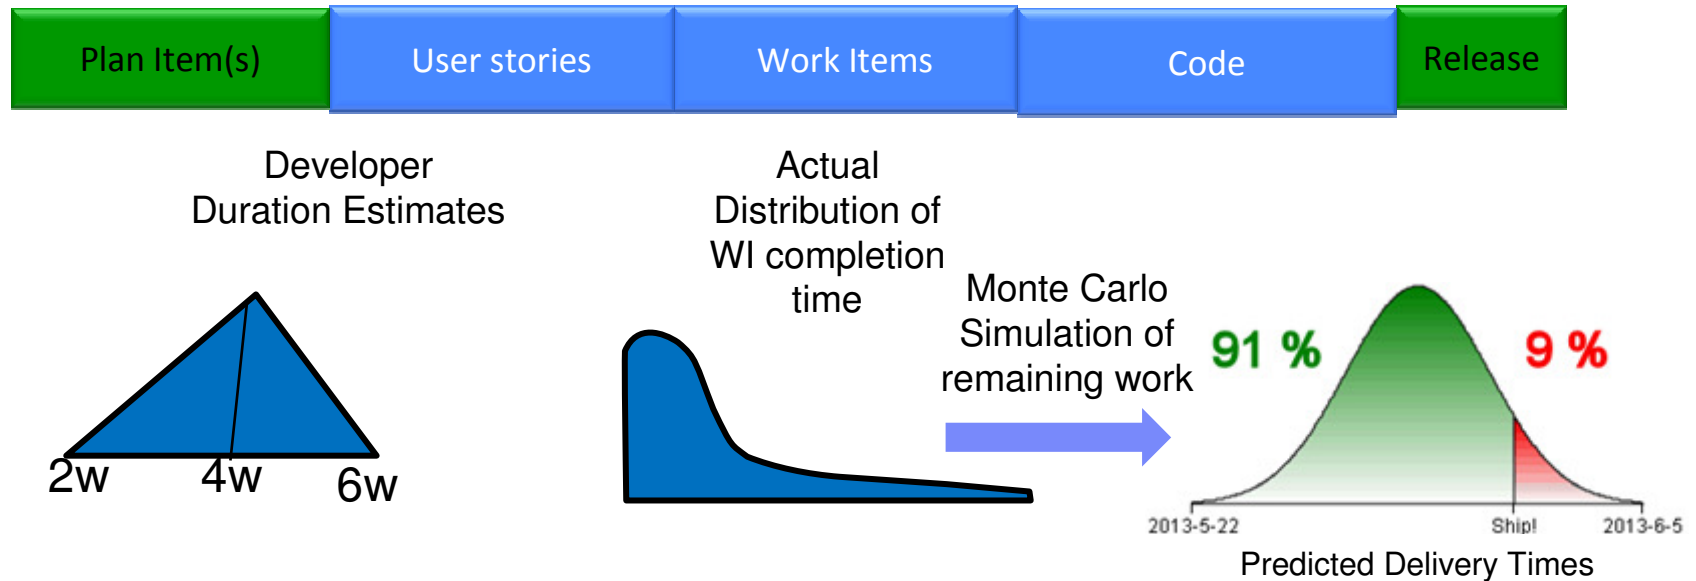 Plan Item(s)
User stories
Work Items
Code
Release
Developer
Duration Estimates
2w
4w
6w
Actual
Distribution of
WI completion
time
Monte Carlo
Simulation of
remaining work
91 %
9 %
2013-5-22
Ship!
2013-6-5
Predicted Delivery Times